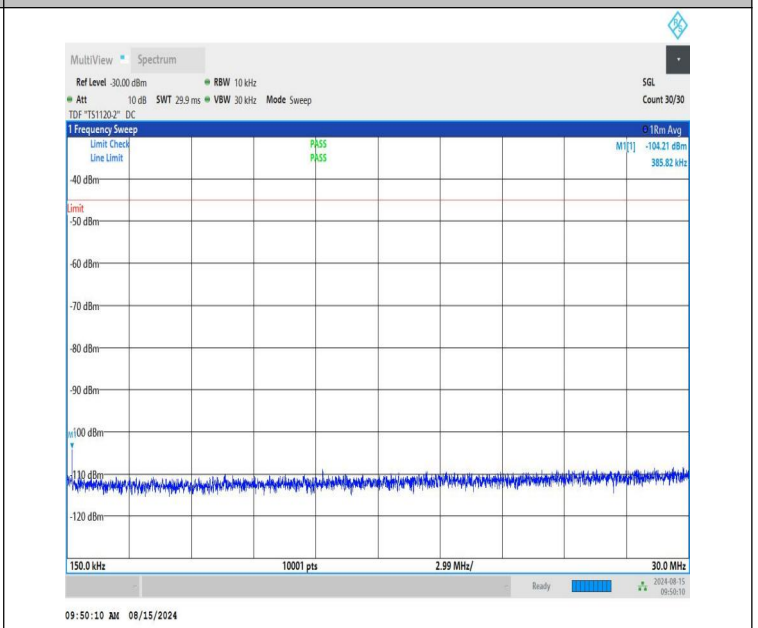 R&S
MultiView Spectrum
Ref Level -30.00 dBm RBW 10 kHz SGL
Att 10 dB SWT 29.9 ms VBW 30 kHz Mode Sweep Count 30/30
TDF "TS1120-2" DC
1 Frequency Sweep 1Rm Avg
Limit Check PASS M1[1] -104.21 dBm
Line Limit PASS 385.82 kHz
-40 dBm
Limit
-50 dBm
-60 dBm
-70 dBm
-80 dBm
-90 dBm
M1
-100 dBm
-110 dBm
-120 dBm
150.0 kHz 10001 pts 2.99 MHz/ 30.0 MHz
Ready 2024-08-15
09:50:10
09:50:10 AM 08/15/2024